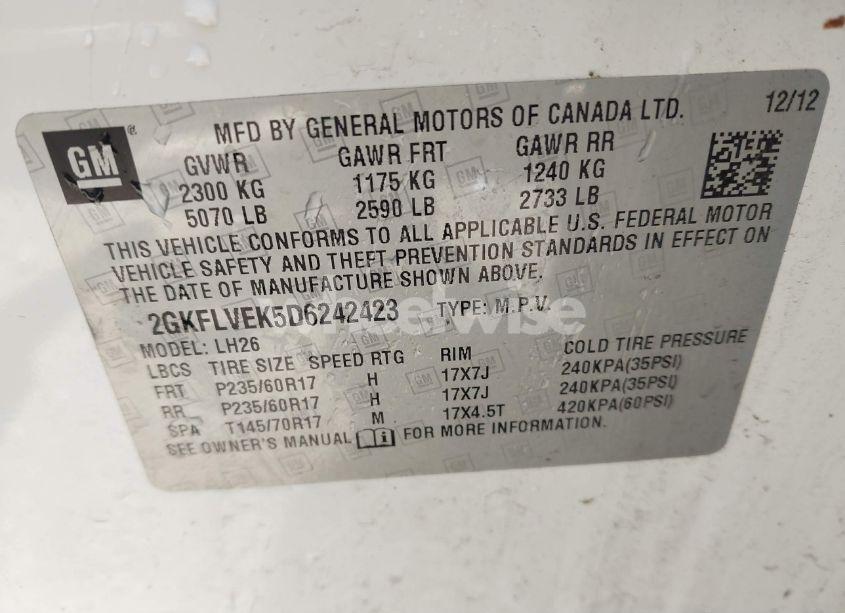 12/12
GM ®
MFD BY GENERAL MOTORS OF CANADA LTD.
GVWR GAWR FRT GAWR RR
2300 KG 1175 KG 1240 KG
5070 LB 2590 LB 2733 LB
THIS VEHICLE CONFORMS TO ALL APPLICABLE U.S. FEDERAL MOTOR
VEHICLE SAFETY AND THEFT PREVENTION STANDARDS IN EFFECT ON
THE DATE OF MANUFACTURE SHOWN ABOVE.
2GKFLVEK5D6242423 TYPE: M.P.V.
MODEL: LH26
LBCS TIRE SIZE SPEED RTG RIM COLD TIRE PRESSURE
FRT P235/60R17 H 17X7J 240KPA(35PSI)
RR P235/60R17 H 17X7J 240KPA(35PSI)
SPA T145/70R17 M 17X4.5T 420KPA(60PSI)
SEE OWNER'S MANUAL FOR MORE INFORMATION.